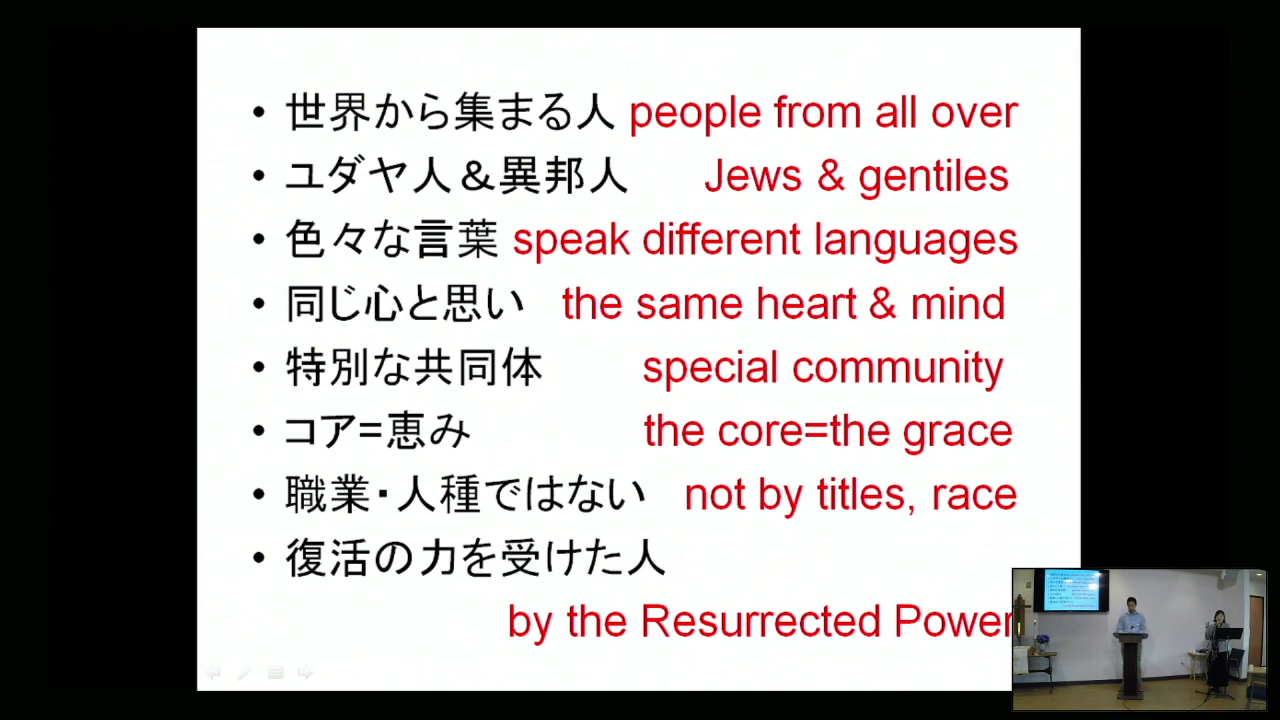 • 世界から集まる人 people from all over
• ユダヤ人＆異邦人 Jews & gentiles
• 色々な言葉 speak different languages
• 同じ心と思い the same heart & mind
• 特別な共同体 special community
• コア=恵み the core=the grace
• 職業・人種ではない not by titles, race
• 復活の力を受けた人
by the Resurrected Power